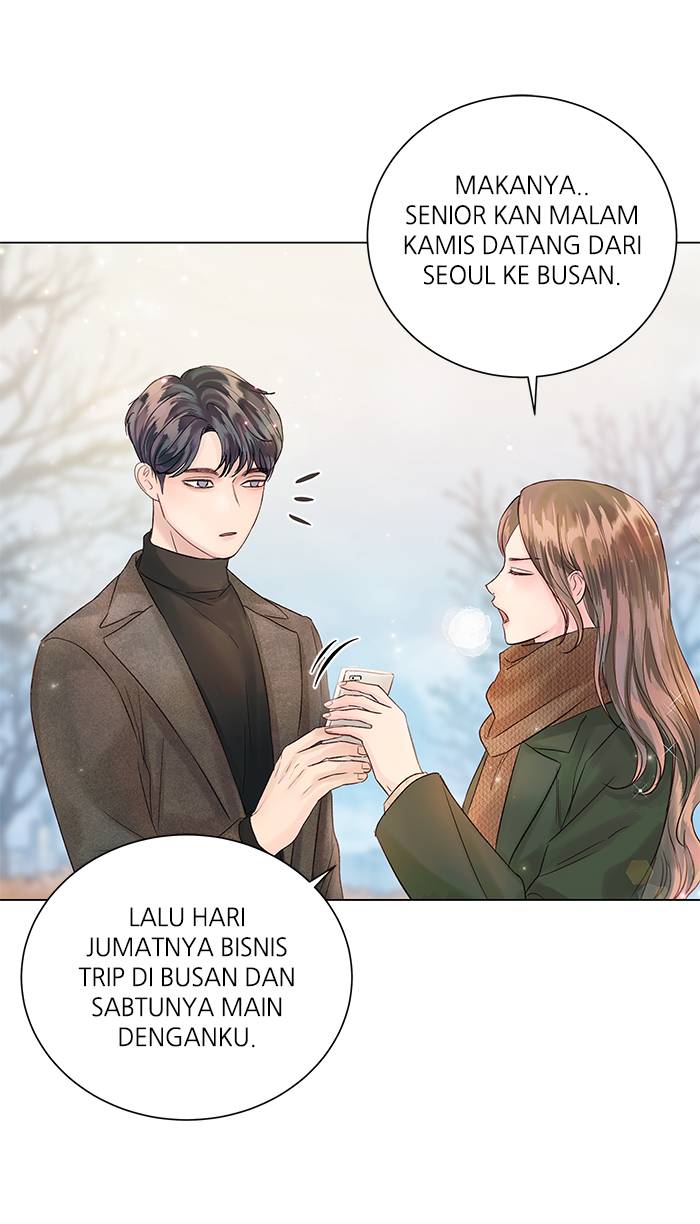 MAKANYA..
SENIOR KAN MALAM
KAMIS DATANG DARI
SEOUL KE BUSAN.
LALU HARI
JUMATNYA BISNIS
TRIP DI BUSAN DAN
SABTUNYA MAIN
DENGANKU.